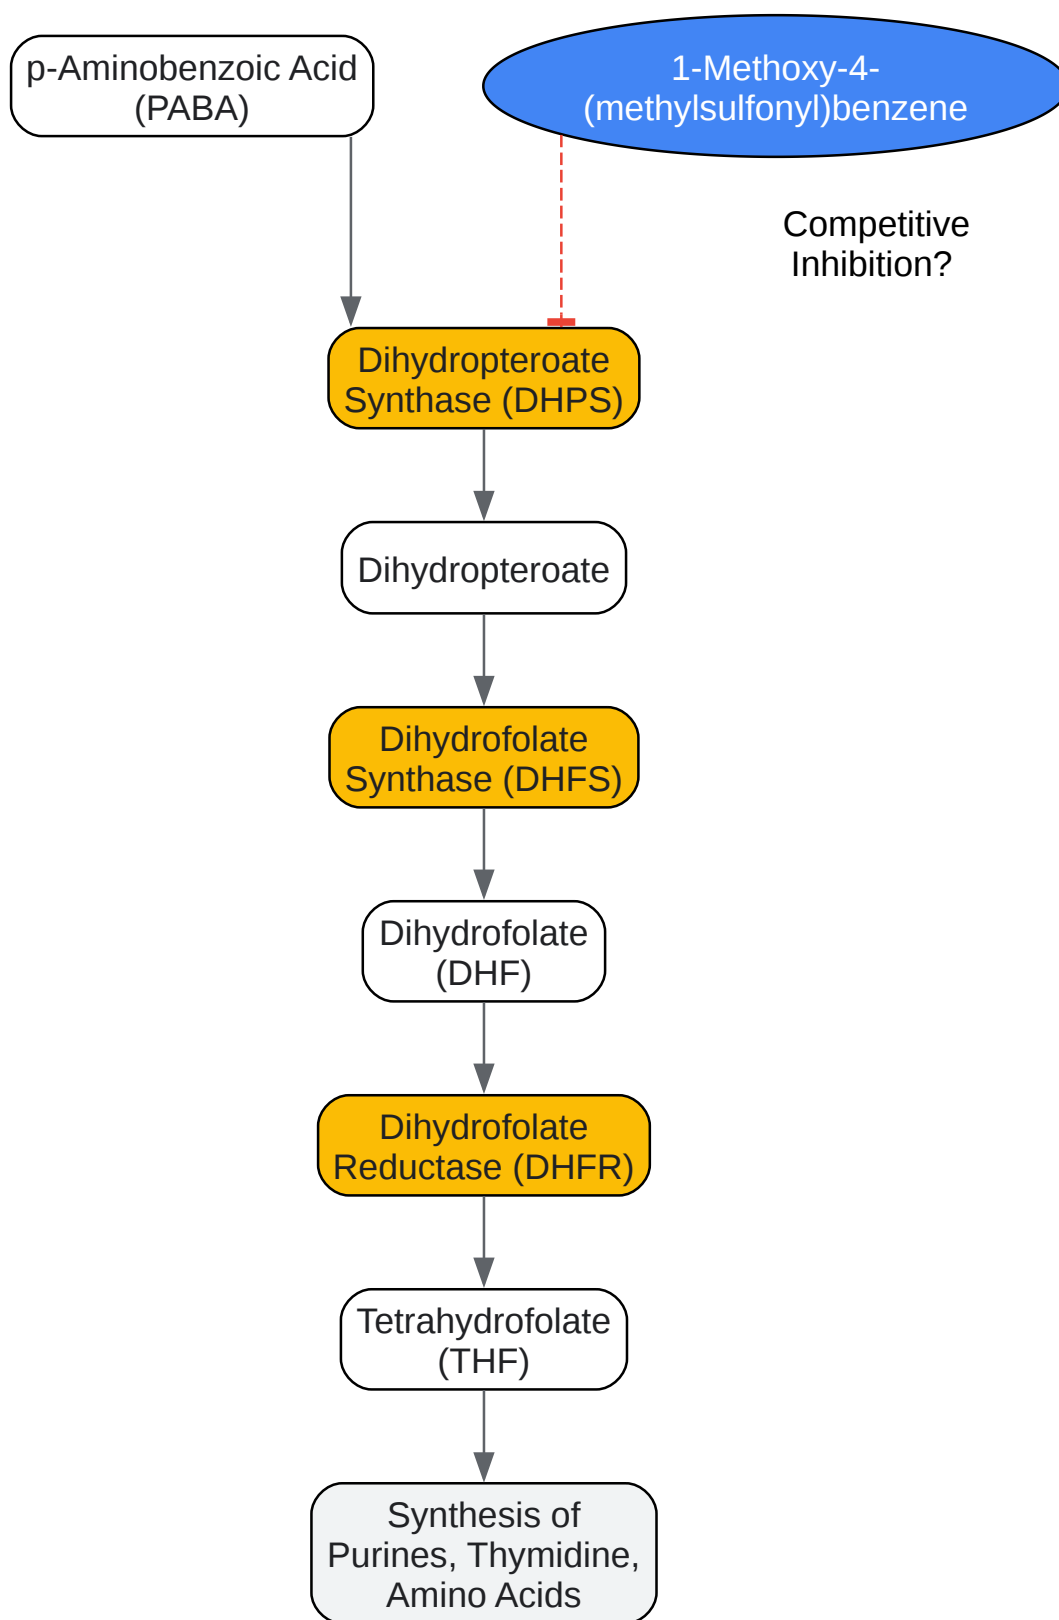 p-Aminobenzoic Acid
(PABA)
1-Methoxy-4-
(methylsulfonyl)benzene
Competitive
Inhibition?
Dihydropteroate
Synthase (DHPS)
Dihydropteroate
Dihydrofolate
Synthase (DHFS)
Dihydrofolate
(DHF)
Dihydrofolate
Reductase (DHFR)
Tetrahydrofolate
(THF)
Synthesis of
Purines, Thymidine,
Amino Acids